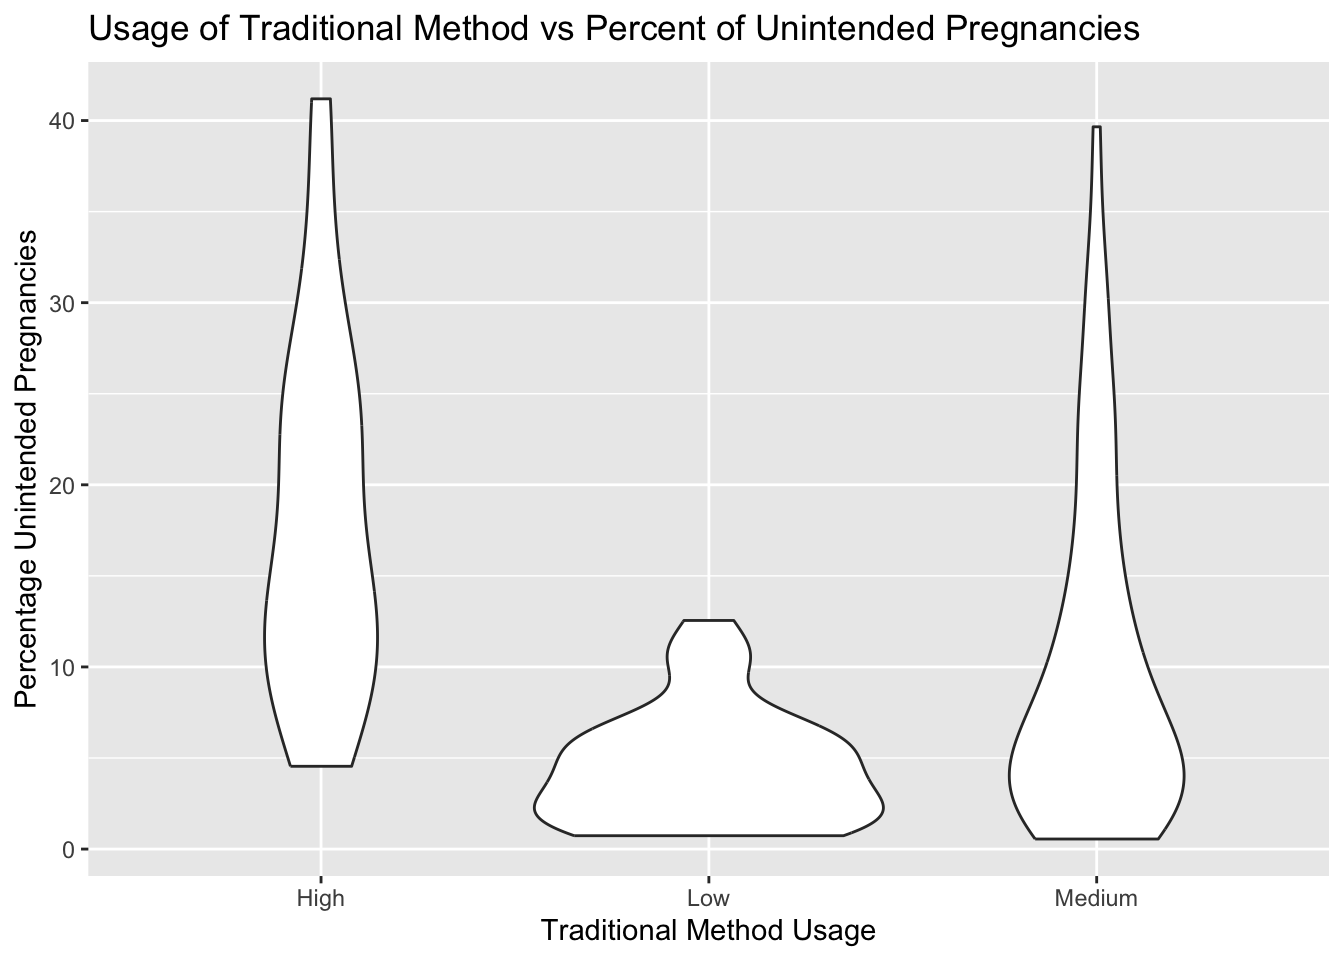 Usage of Traditional Method vs Percent of Unintended Pregnancies
Percentage Unintended Pregnancies
40
30
20
10
0
High Low Medium
Traditional Method Usage